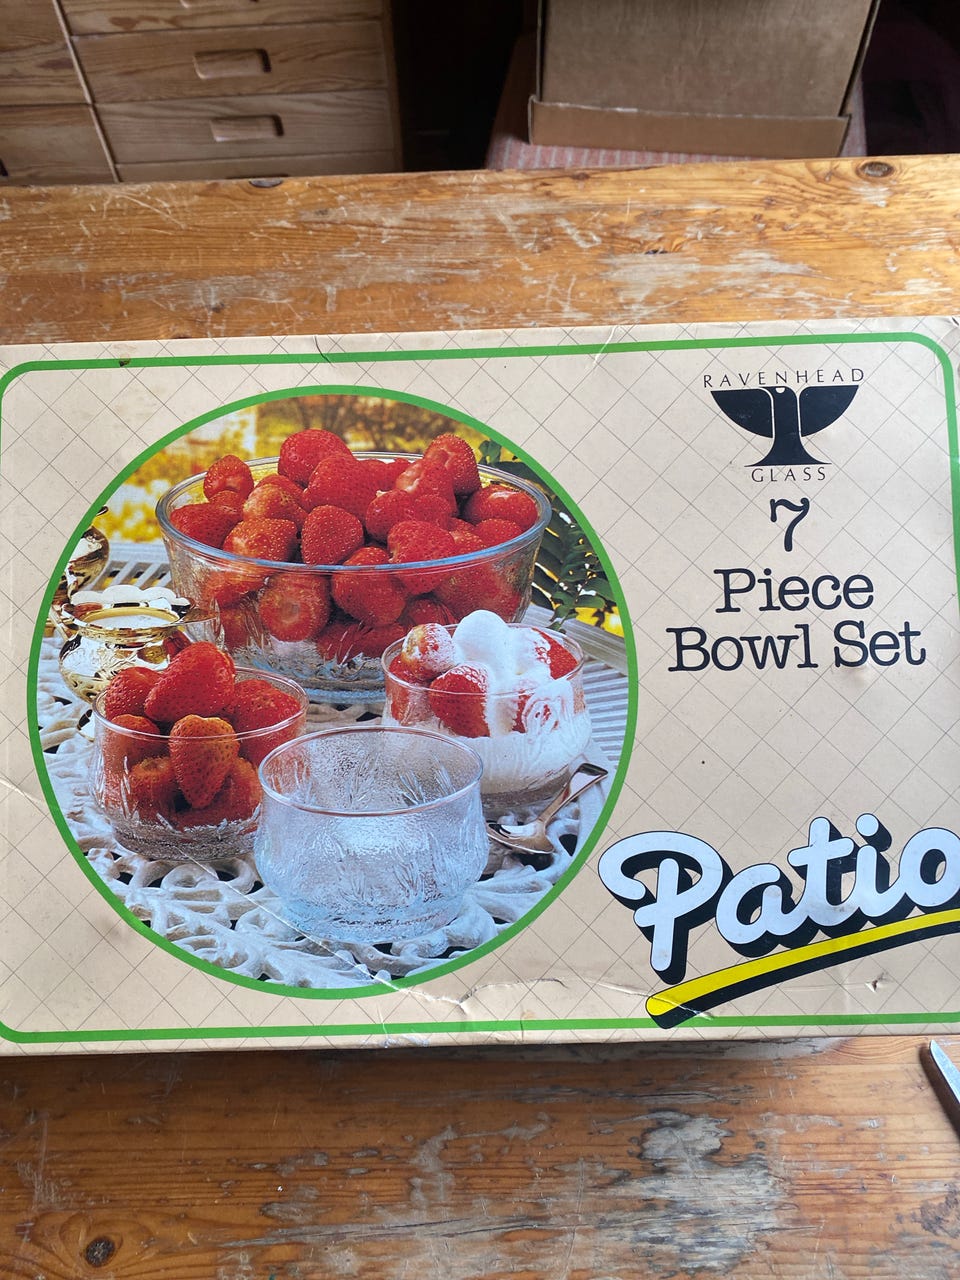 RAVENHEAD
GLASS
7
Piece
Bowl Set
Patio